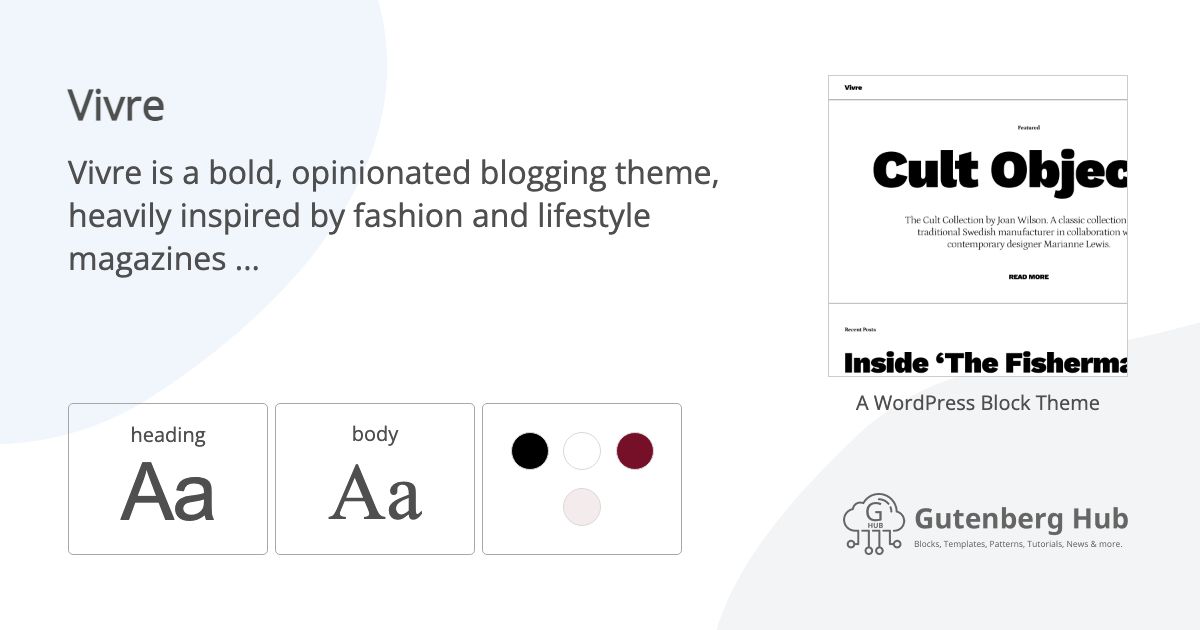 Vivre
Vivre is a bold, opinionated blogging theme,
heavily inspired by fashion and lifestyle
magazines ...
heading
Aa
body
Aa
Vivre
Featured
Cult Objec
The Cult Collection by Joan Wilson. A classic collection
traditional Swedish manufacturer in collaboration w
contemporary designer Marianne Lewis.
READ MORE
Recent Posts
Inside ‘The Fisherma
A WordPress Block Theme
G
HUB
Gutenberg Hub
Blocks, Templates, Patterns, Tutorials, News & more.